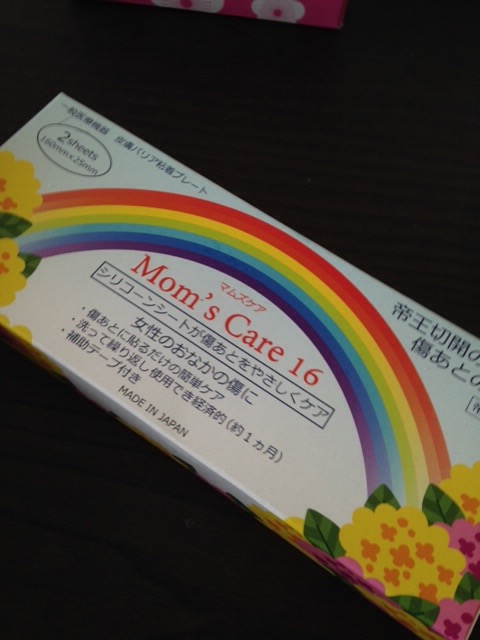 一般医療機器 皮膚バリア粘着プレート
2sheets
160mm×25mm
マムズケア
Mom's Care 16
シリコーンシートが傷あとをやさしくケア
女性のおなかの傷に
・傷あとに貼るだけの簡単ケア
・洗って繰り返し使用でき経済的(約1カ月)
・補助テープ付き
MADE IN JAPAN
帝王切開の
傷あとの